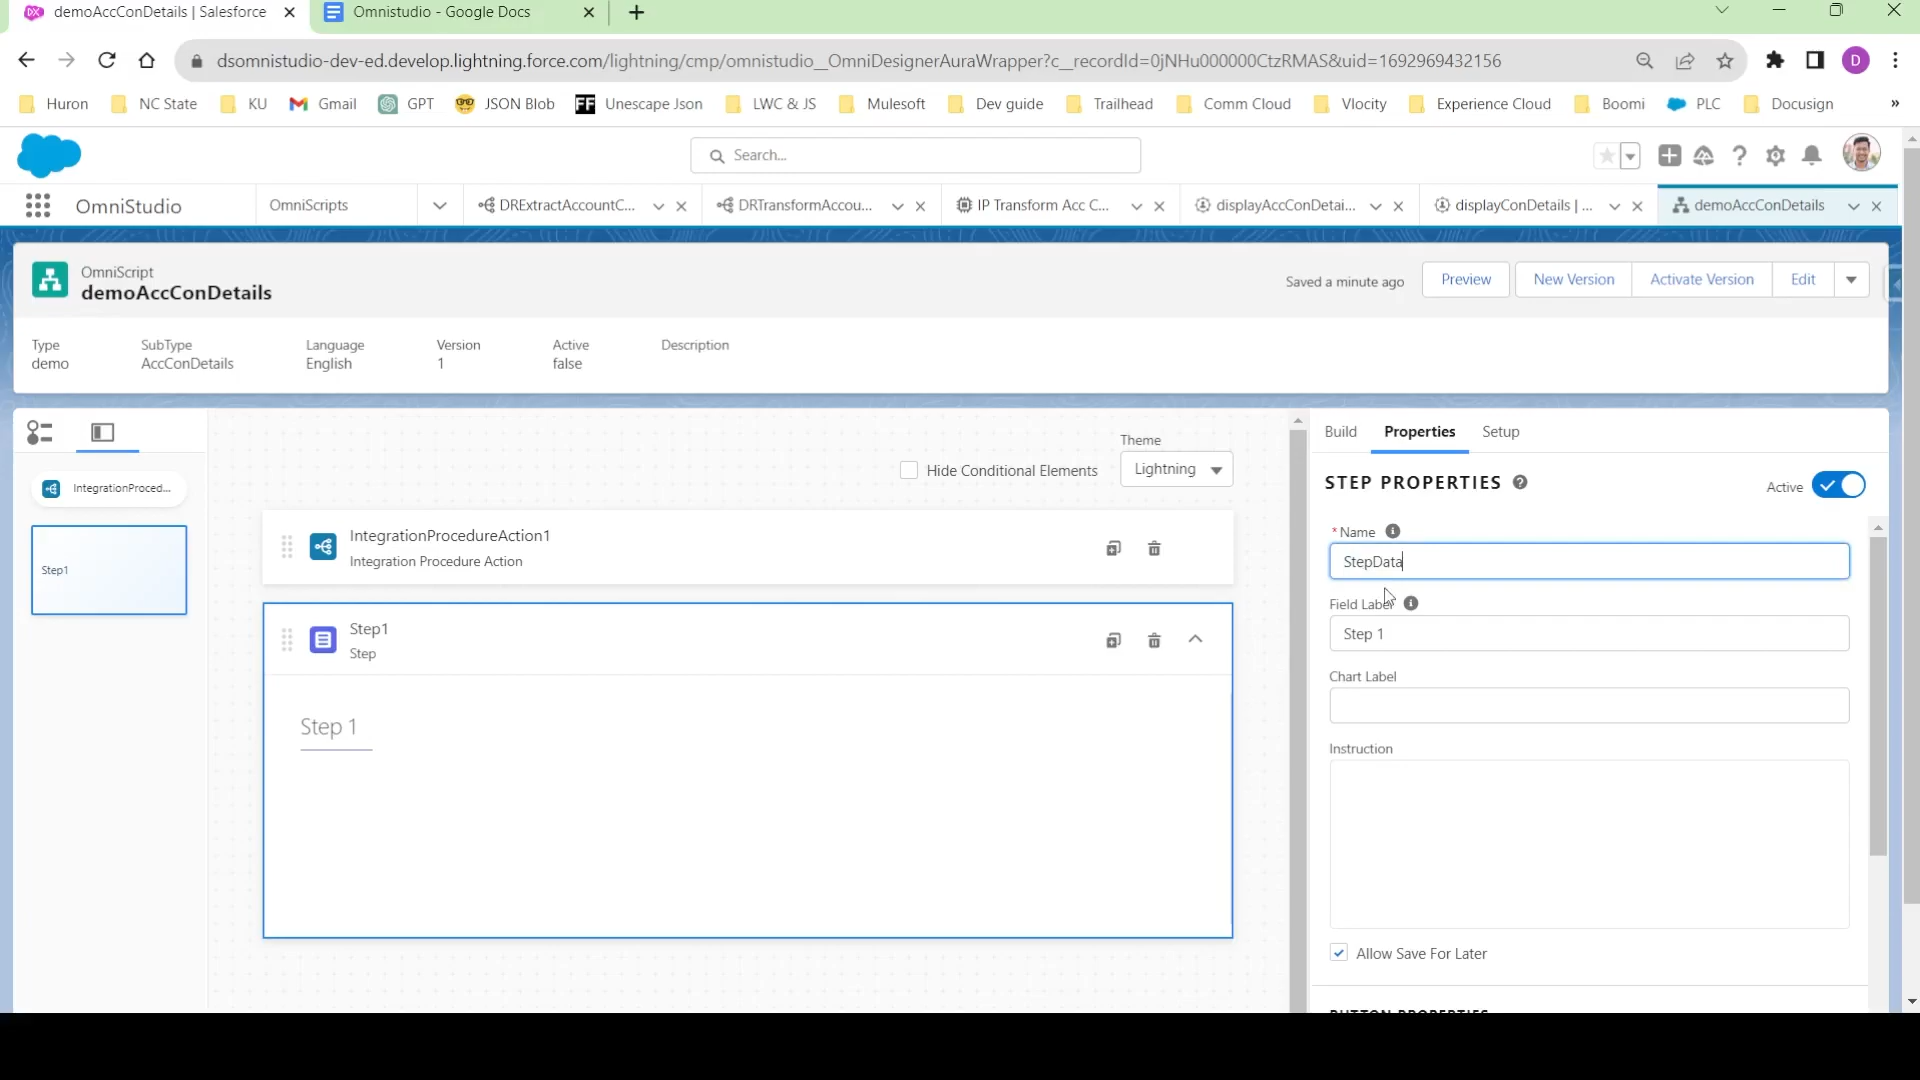 demoAccConDetails | Salesforce
Omnistudio - Google Docs
dsomnistudio-dev-ed.develop.lightning.force.com/lightning/cmp/omnistudio__OmniDesignerAuraWrapper?c__recordId=0jNHu000000CtzRMAS&uid=1692969432156
D
Huron
NC State
KU
Gmail
GPT
JSON Blob
FF
Unescape Json
LWC & JS
Mulesoft
Dev guide
Trailhead
Comm Cloud
Vlocity
Experience Cloud
Boomi
PLC
Docusign
»
Search...
OmniStudio
OmniScripts
DRExtractAccountC...
DRTransformAccou...
IP Transform Acc C...
displayAccConDetai...
displayConDetails | ...
demoAccConDetails
OmniScript
demoAccConDetails
Saved a minute ago
Preview
New Version
Activate Version
Edit
Type
demo
SubType
AccConDetails
Language
English
Version
1
Active
false
Description
IntegrationProced...
Step1
Theme
Hide Conditional Elements
Lightning
IntegrationProcedureAction1
Integration Procedure Action
Step1
Step
Step 1
Build
Properties
Setup
STEP PROPERTIES
Active
* Name
StepData
Field Label
Step 1
Chart Label
Instruction
Allow Save For Later
BUTTON PROPERTIES